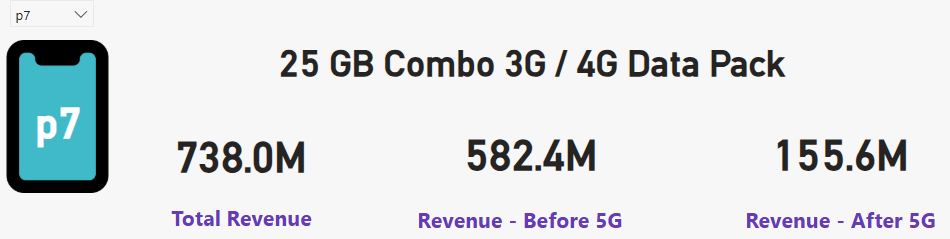 p7
25 GB Combo 3G / 4G Data Pack
p7
738.0M
582.4M
155.6M
Total Revenue
Revenue - Before 5G
Revenue - After 5G